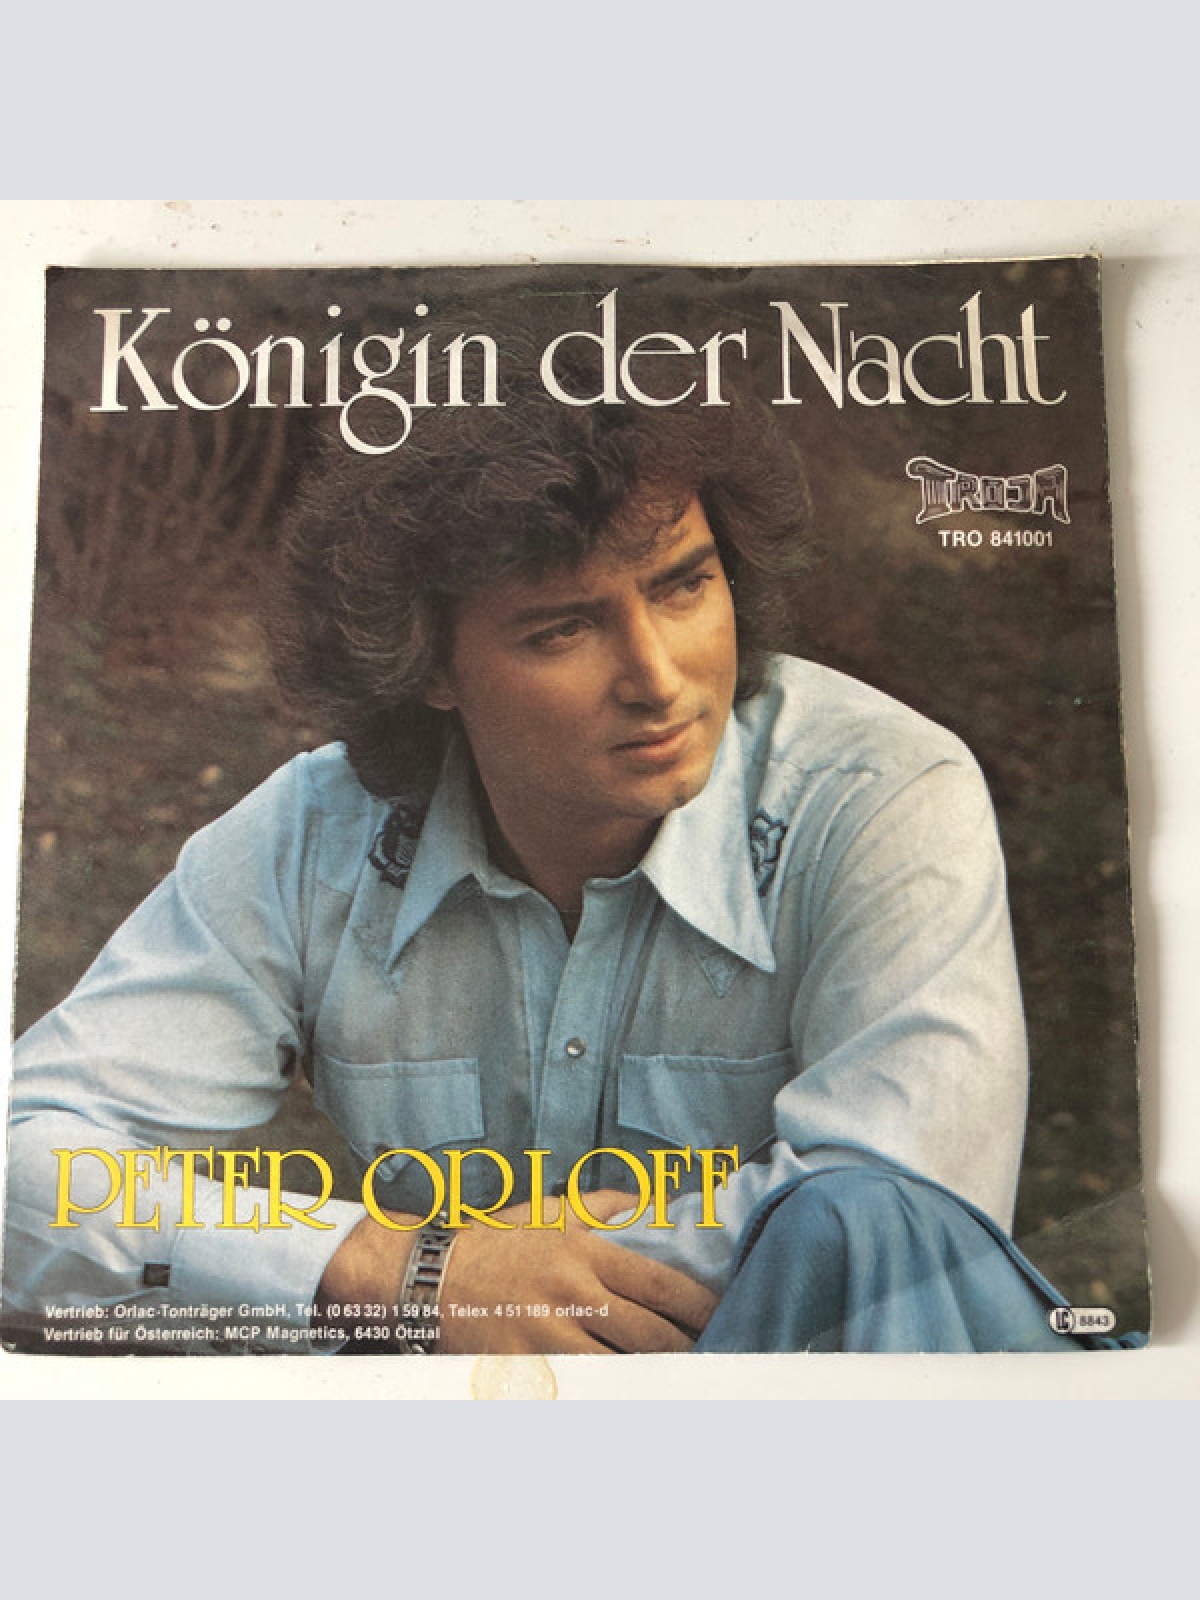 Königin der Nacht
TROJA
TRO 841001
PETER ORLOFF
Vertrieb: Orlac-Tonträger GmbH, Tel. (0 63 32) 1 59 84, Telex 4 51 189 orlac-d
Vertrieb für Österreich: MCP Magnetics, 6430 Ötztal
LC 8843